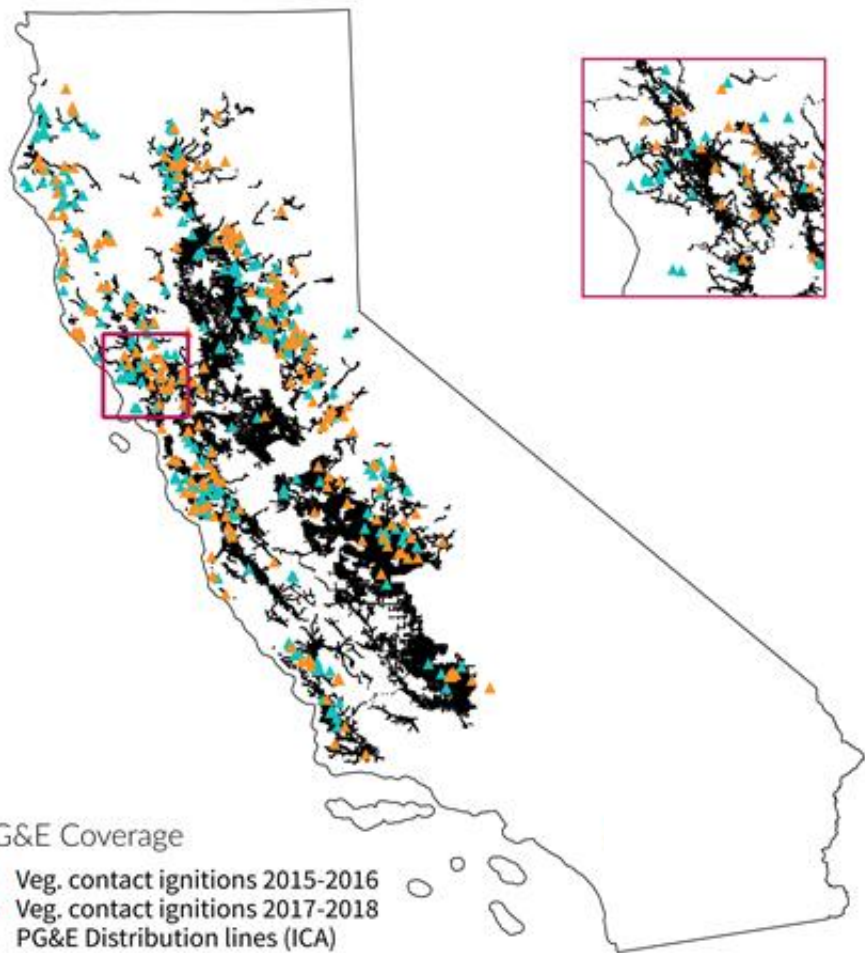 G&E Coverage
Veg. contact ignitions 2015-2016
Veg. contact ignitions 2017-2018
PG&E Distribution lines (ICA)